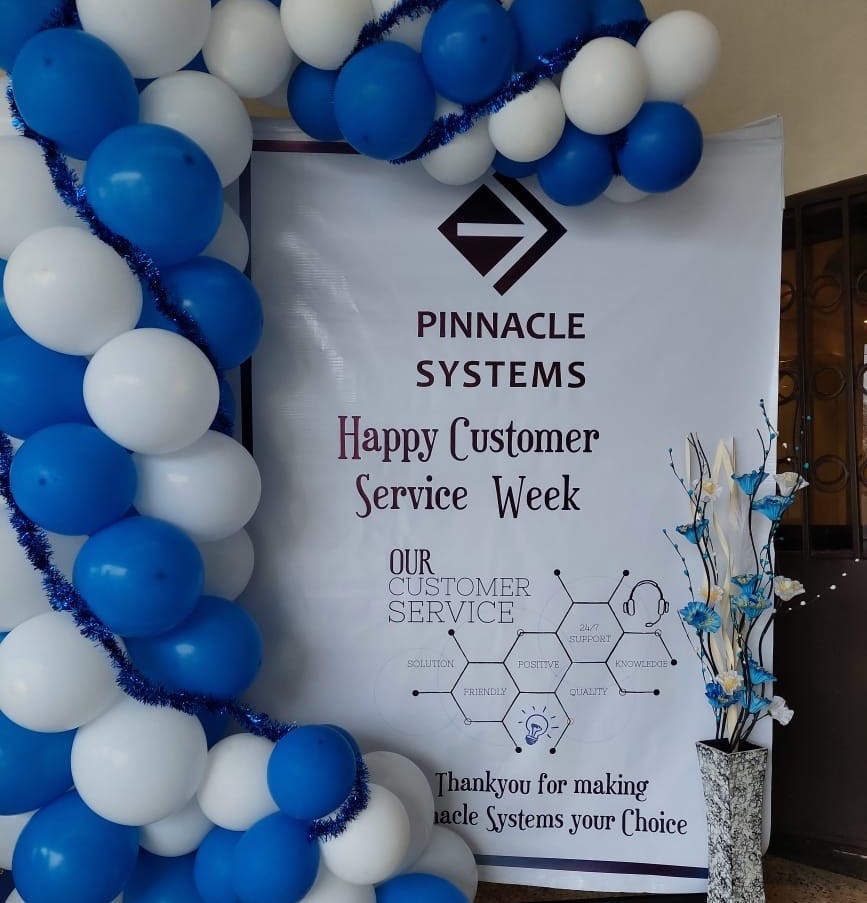 PINNACLE
SYSTEMS
Happy Customer
Service Week
OUR
CUSTOMER
SERVICE
24/7
SUPPORT
SOLUTION
POSITIVE
KNOWLEDGE
FRIENDLY
QUALITY
Thankyou for making
Systems your Choice